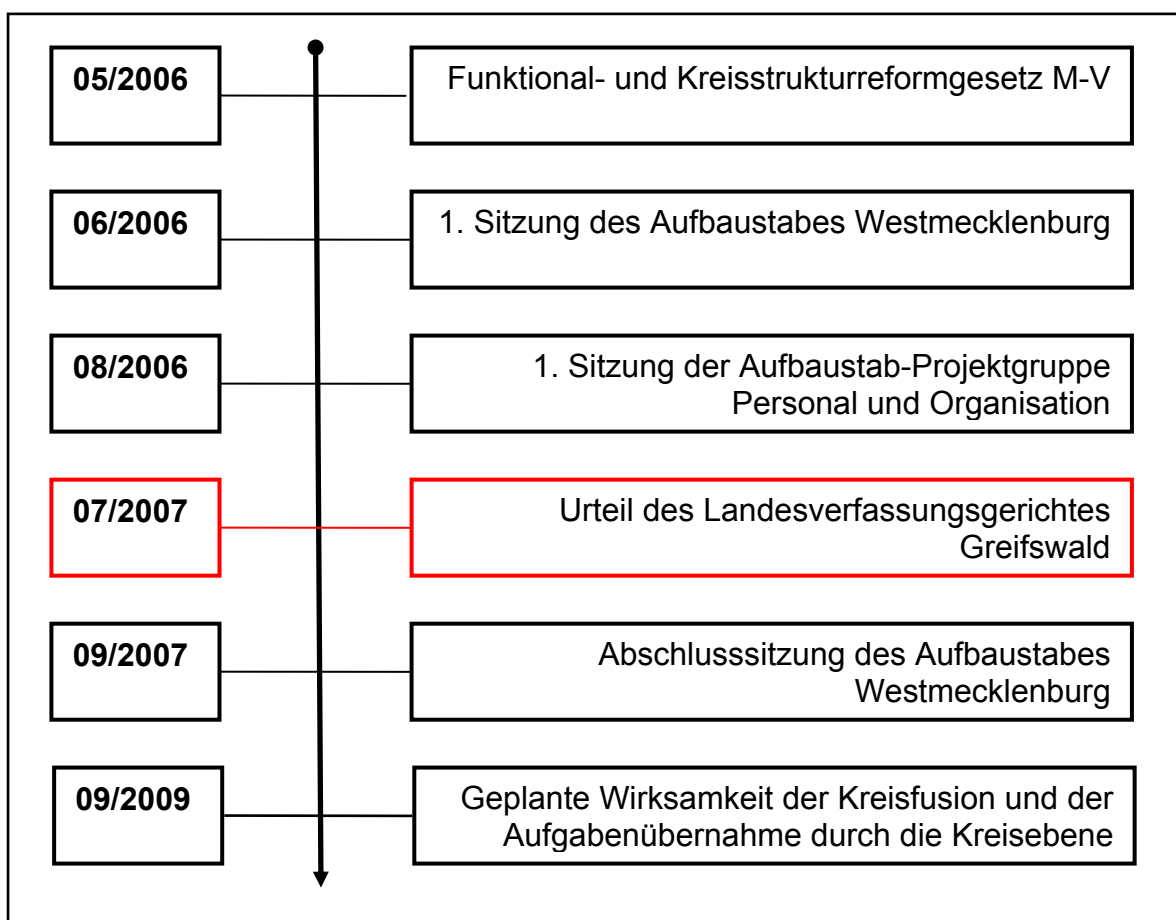 05/2006
Funktional- und Kreisstrukturreformgesetz M-V
06/2006
1. Sitzung des Aufbaustabes Westmecklenburg
08/2006
1. Sitzung der Aufbaustab-Projektgruppe
Personal und Organisation
07/2007
Urteil des Landesverfassungsgerichtes
Greifswald
09/2007
Abschlusssitzung des Aufbaustabes
Westmecklenburg
09/2009
Geplante Wirksamkeit der Kreisfusion und der
Aufgabenübernahme durch die Kreisebene